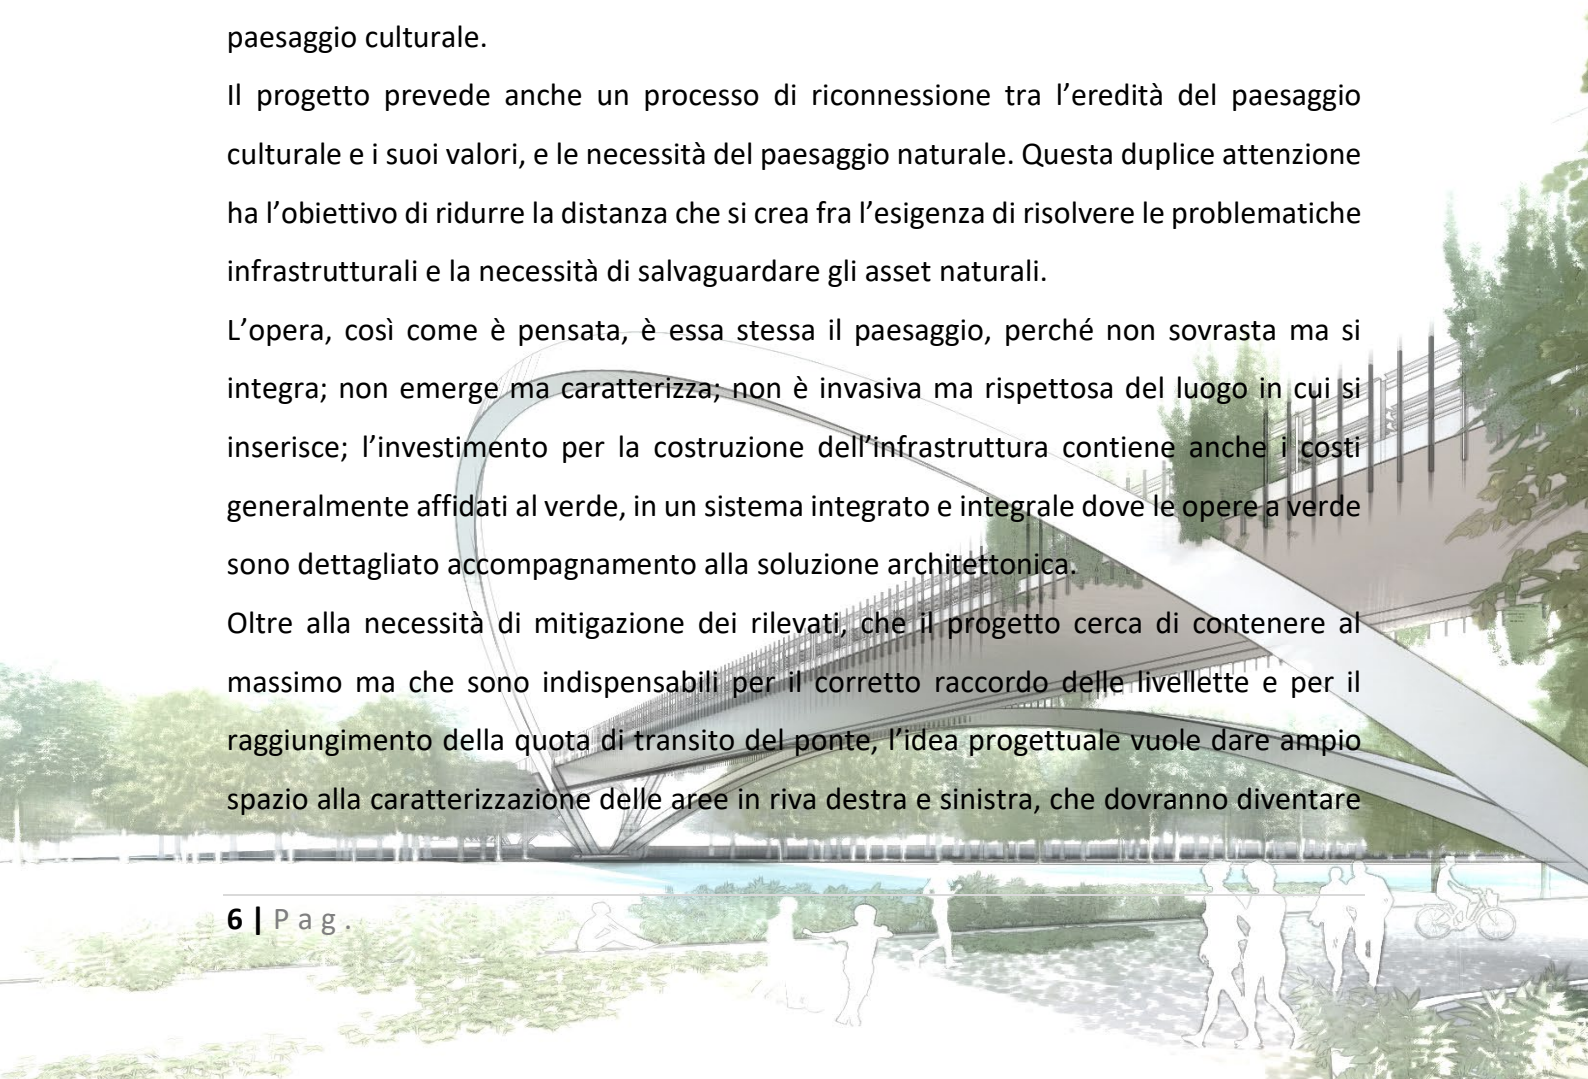 paesaggio culturale.
Il progetto prevede anche un processo di riconnessione tra l’eredità del paesaggio
culturale e i suoi valori, e le necessità del paesaggio naturale. Questa duplice attenzione
ha l’obiettivo di ridurre la distanza che si crea fra l’esigenza di risolvere le problematiche
infrastrutturali e la necessità di salvaguardare gli asset naturali.
L’opera, così come è pensata, è essa stessa il paesaggio, perché non sovrasta ma si
integra; non emerge ma caratterizza; non è invasiva ma rispettosa del luogo in cui si
inserisce; l’investimento per la costruzione dell’infrastruttura contiene anche i costi
generalmente affidati al verde, in un sistema integrato e integrale dove le opere a verde
sono dettagliato accompagnamento alla soluzione architettonica.
Oltre alla necessità di mitigazione dei rilevati, che il progetto cerca di contenere al
massimo ma che sono indispensabili per il corretto raccordo delle livellette e per il
raggiungimento della quota di transito del ponte, l’idea progettuale vuole dare ampio
spazio alla caratterizzazione delle aree in riva destra e sinistra, che dovranno diventare
6 | Pag.